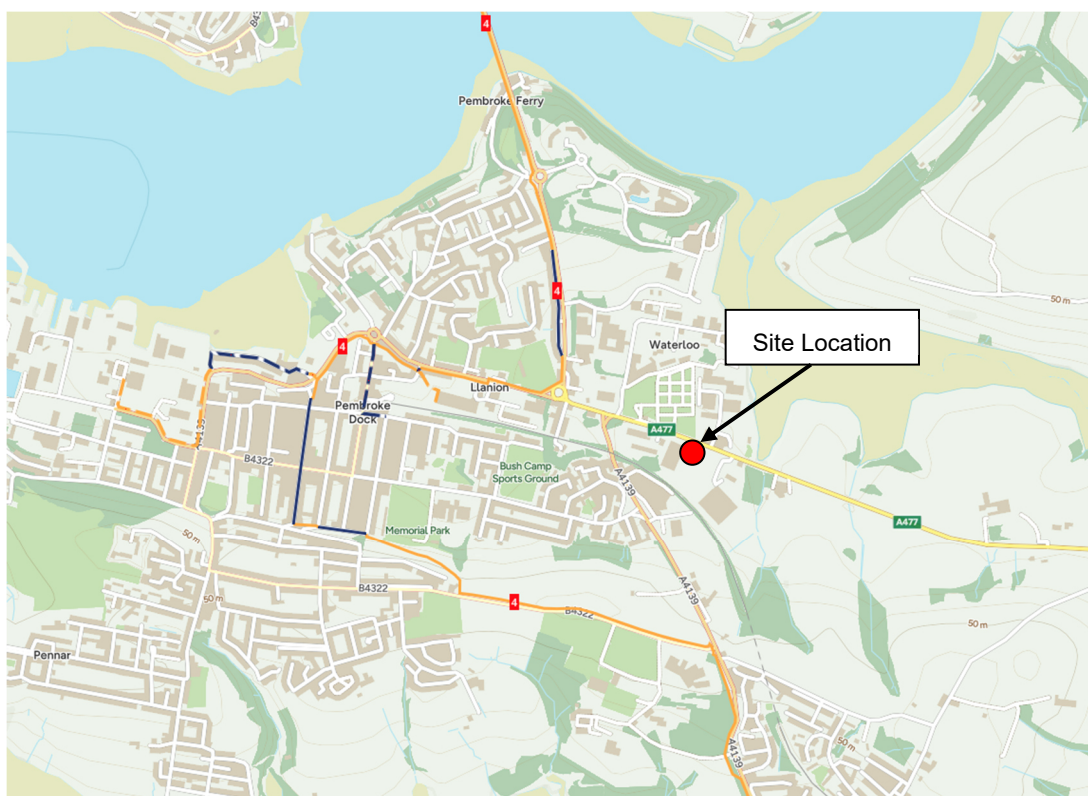 4
Pembroke Ferry
4
Waterloo
Site Location
50 m
4
Llanion
Pembroke
Dock
A477
A4139
B4322
Bush Camp
Sports Ground
A4139
A477
Memorial Park
50 m
B4322
50 m
4
B4322
A4139
50 m
Pennar
50 m
A4139